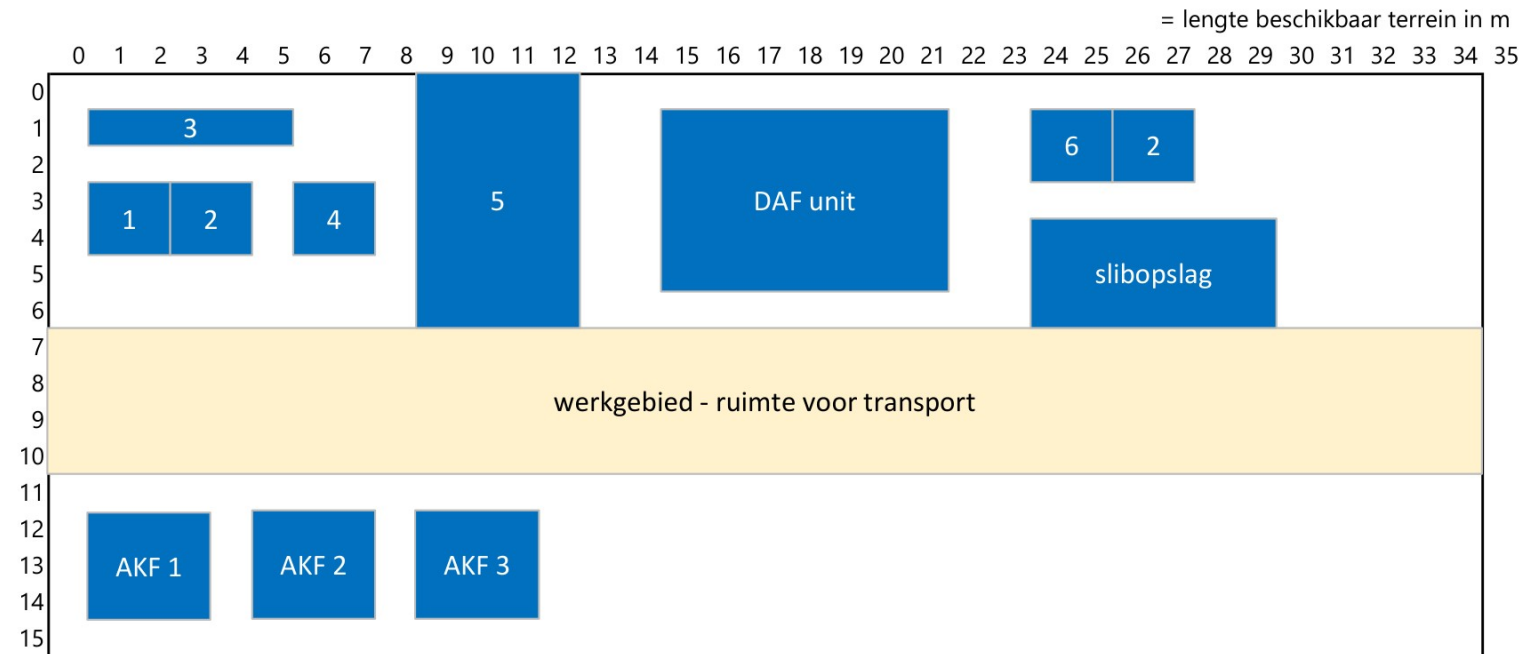 = lengte beschikbaar terrein in m
0 1 2 3 4 5 6 7 8 9 10 11 12 13 14 15 16 17 18 19 20 21 22 23 24 25 26 27 28 29 30 31 32 33 34 35
0
1
2
3
4
5
6
7
8
9
10
11
12
13
14
15
3
1 2 4
5
DAF unit
6 2
slibopslag
werkgebied - ruimte voor transport
AKF 1 AKF 2 AKF 3